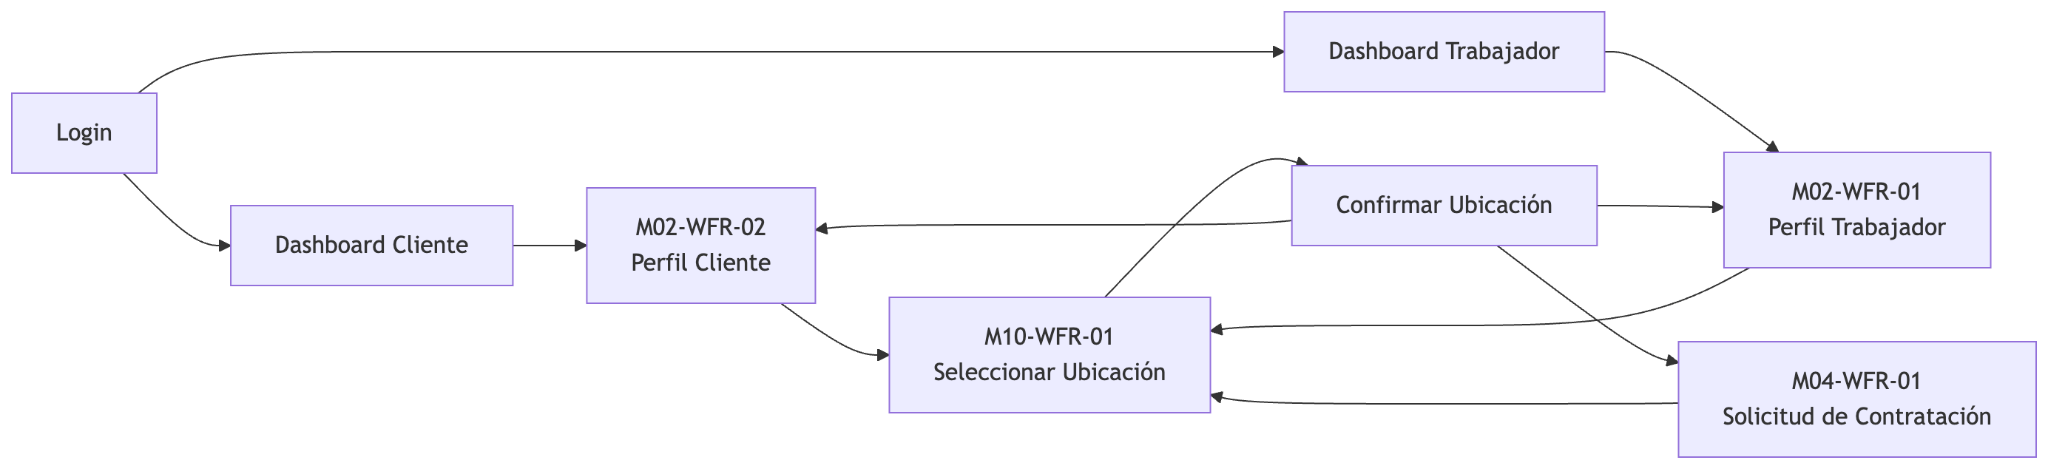 Dashboard Trabajador
Login
M02-WFR-01
Perfil Trabajador
Confirmar Ubicación
M02-WFR-02
Perfil Cliente
Dashboard Cliente
M10-WFR-01
Seleccionar Ubicación
M04-WFR-01
Solicitud de Contratación